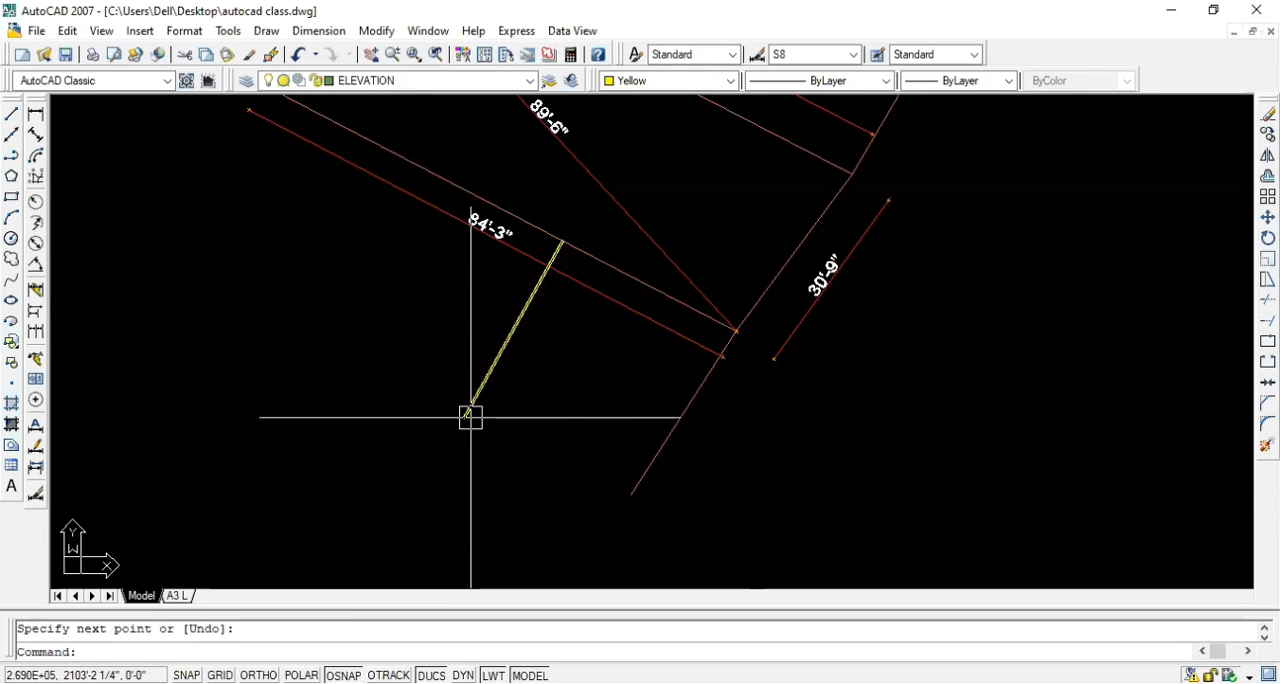 AutoCAD 2007 - [C:\Users\Dell\Desktop\autocad class.dwg]
File Edit View Insert Format Tools Draw Dimension Modify Window Help Express Data View
Standard S8 Standard
AutoCAD Classic ELEVATION Yellow ByLayer ByLayer ByColor
89'-6"
84'-3"
30'-9"
Y
W
X
Model A3 L
Specify next point or [Undo]:
Command:
2.690E+05, 2103'-2 1/4", 0'-0" SNAP GRID ORTHO POLAR OSNAP OTRACK DUCS DYN LWT MODEL